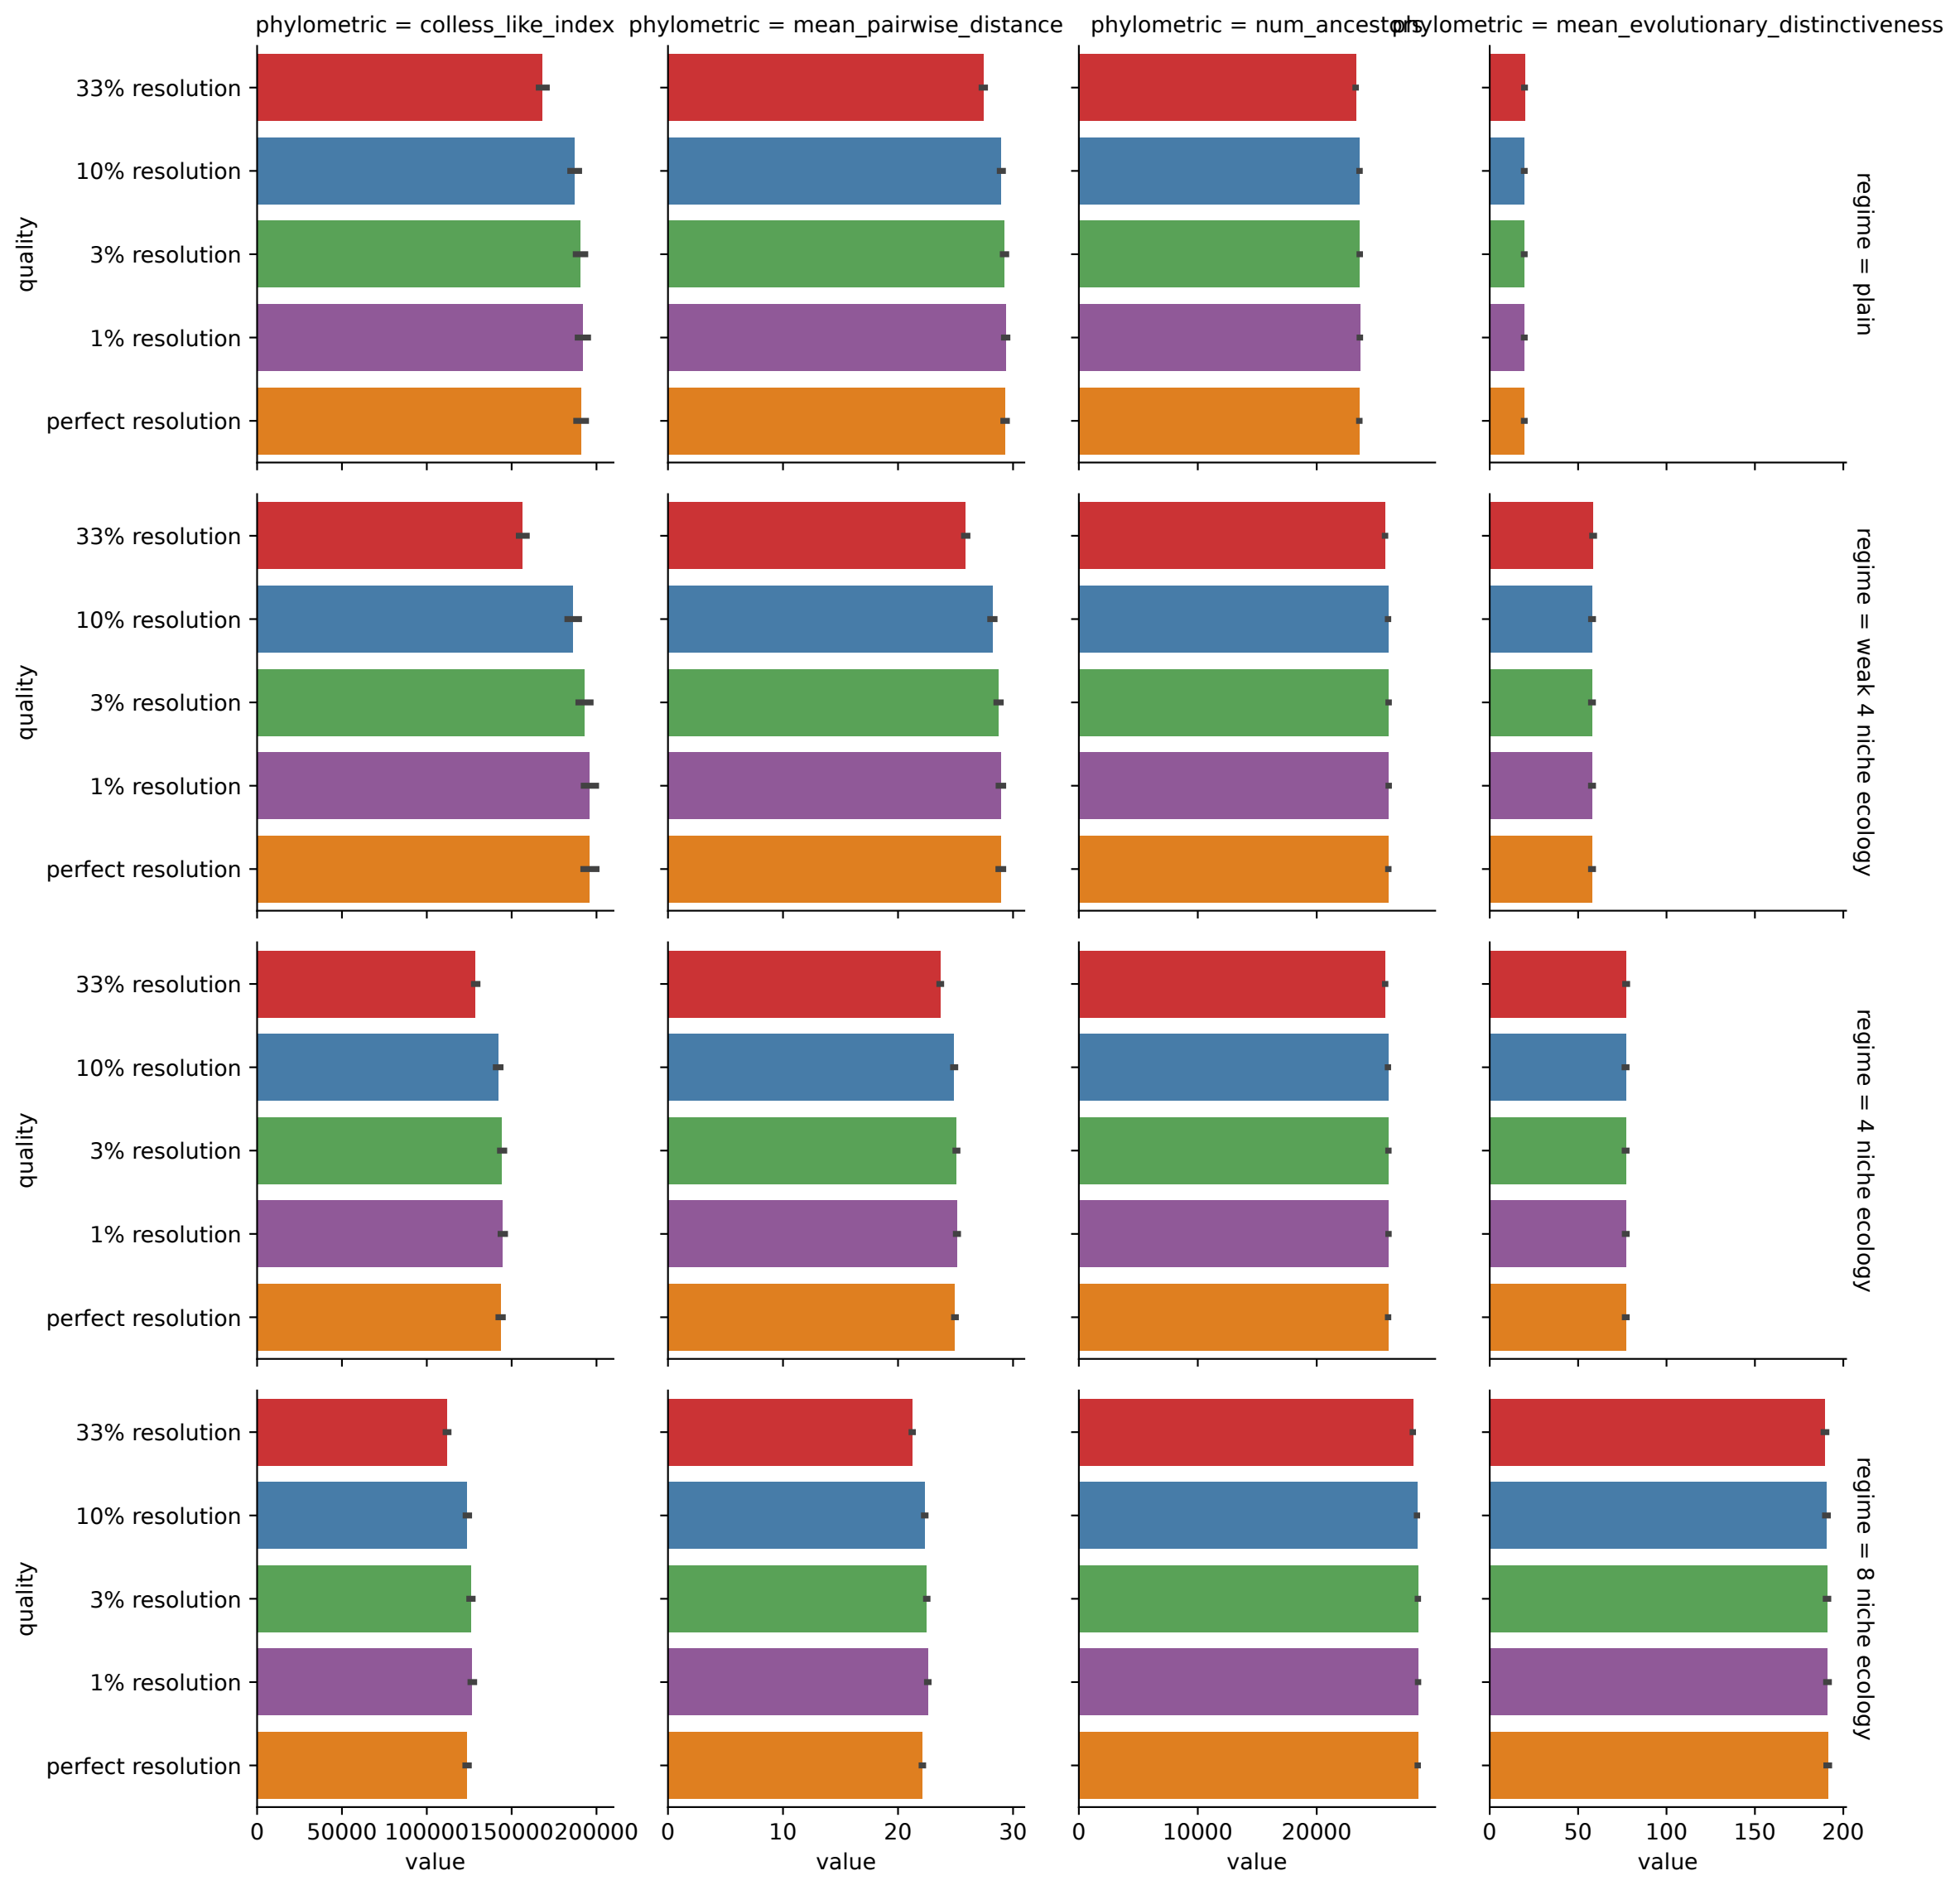 phylometric = colless_like_index
phylometric = mean_pairwise_distance
phylometric = num_ancestors
phylometric = mean_evolutionary_distinctiveness
quality
33% resolution
10% resolution
3% resolution
1% resolution
perfect resolution
regime = plain
quality
33% resolution
10% resolution
3% resolution
1% resolution
perfect resolution
regime = weak 4 niche ecology
quality
33% resolution
10% resolution
3% resolution
1% resolution
perfect resolution
regime = 4 niche ecology
quality
33% resolution
10% resolution
3% resolution
1% resolution
perfect resolution
regime = 8 niche ecology
0 50000 100000 150000 200000
value
0 10 20 30
value
0 10000 20000
value
0 50 100 150 200
value